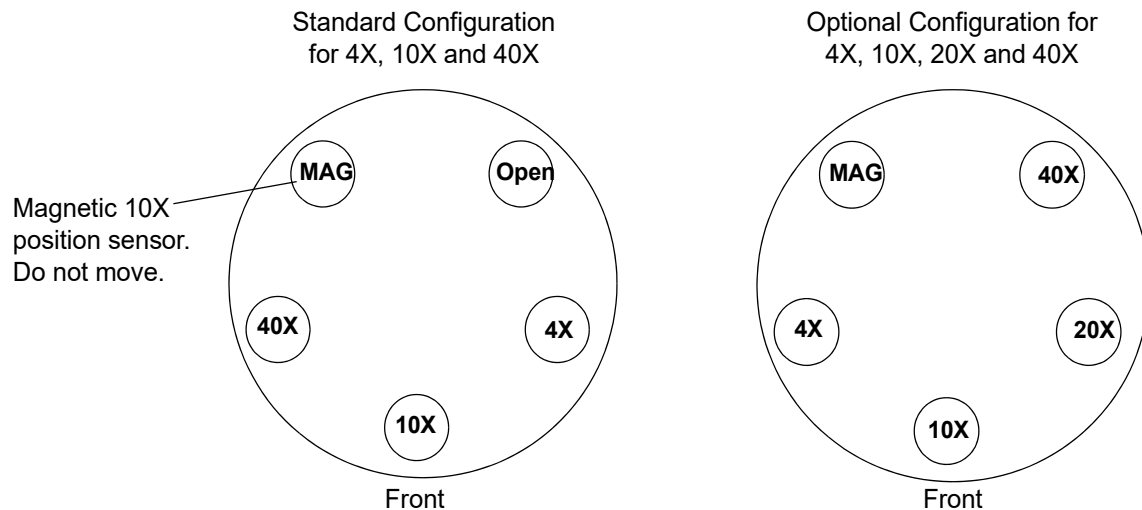 Standard Configuration
for 4X, 10X and 40X
MAG
Open
Magnetic 10X
position sensor.
Do not move.
40X
4X
10X
Front
Optional Configuration for
4X, 10X, 20X and 40X
MAG
40X
4X
20X
10X
Front